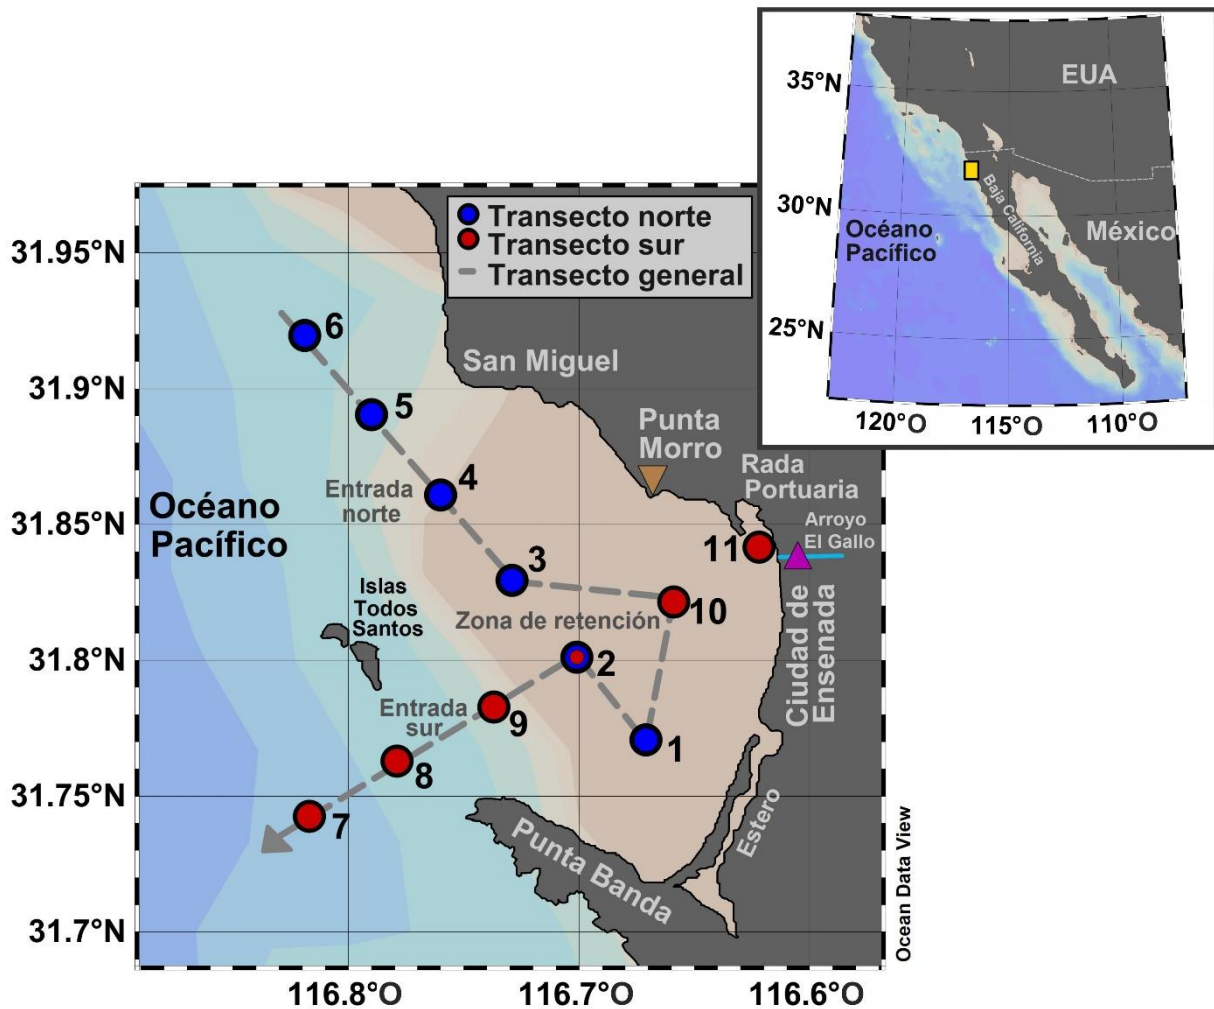 35°N
EUA
30°N
Baja California
Océano
Pacífico
México
25°N
120°O
115°O
110°O
Transecto norte
Transecto sur
Transecto general
31.95°N
31.9°N
31.85°N
31.8°N
31.75°N
31.7°N
116.8°O
116.7°O
116.6°O
6
5
San Miguel
Punta
Morro
Rada
Portuaria
4
Entrada
norte
Océano
Pacífico
Arroyo
El Gallo
11
3
Islas
Todos
Santos
Zona de retención
10
2
Ciudad de
Ensenada
Entrada
sur
9
1
8
7
Punta Banda
Estero
Ocean Data View